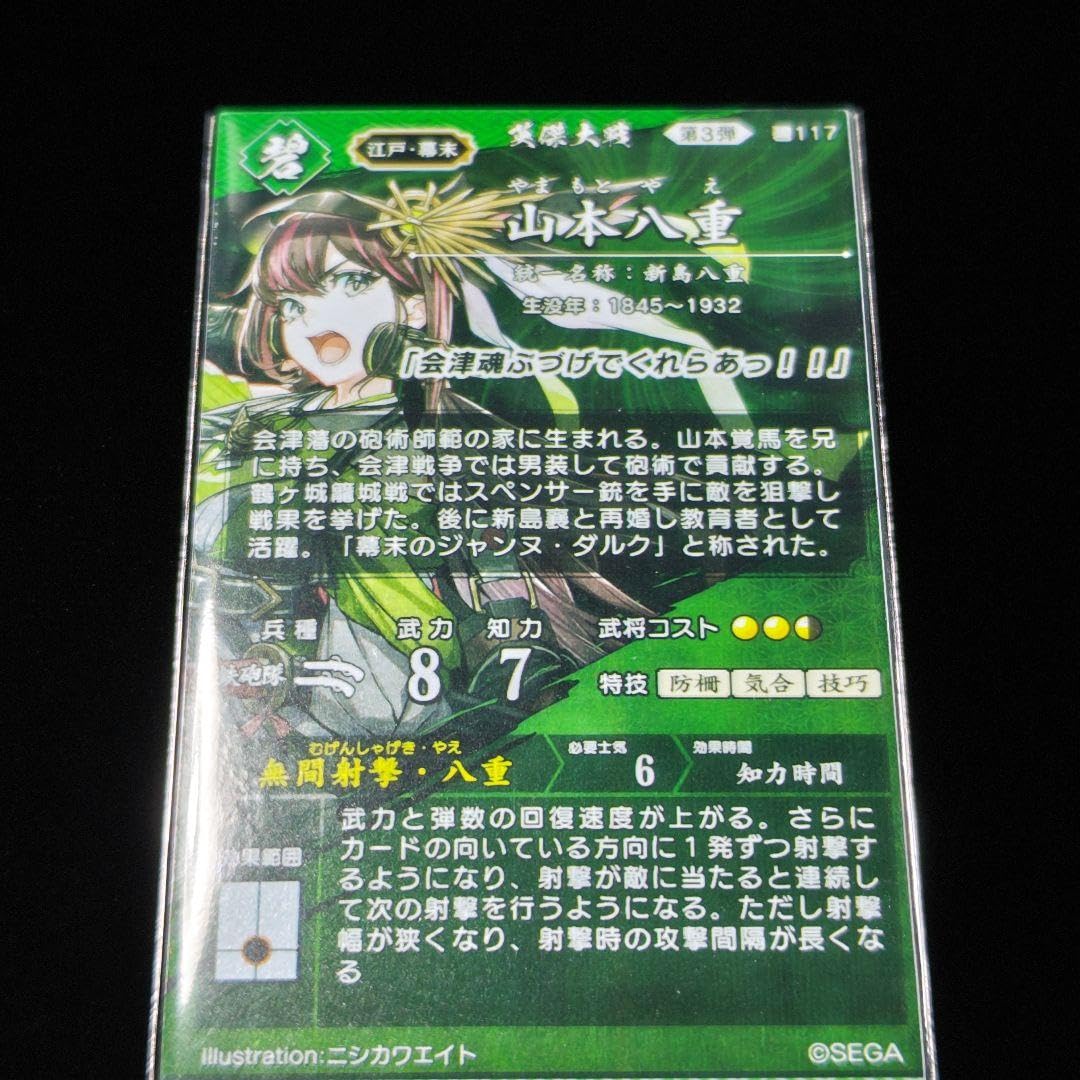 碧
江戸・幕末
英傑大戦
第3弾
碧117
やまもとやえ
山本八重
統一名称：新島八重
生没年：1845～1932
「会津魂ぶづげでくれらあっ！！」
会津藩の砲術師範の家に生まれる。山本覚馬を兄
に持ち、会津戦争では男装して砲術で貢献する。
鶴ヶ城籠城戦ではスペンサー銃を手に敵を狙撃し
戦果を挙げた。後に新島襄と再婚し教育者として
活躍。「幕末のジャンヌ・ダルク」と称された。
兵種 武力 知力 武将コスト
鉄砲隊 8 7 特技 防柵 気合 技巧
むげんしゃげき・やえ
無間射撃・八重
必要士気
6
効果時間
知力時間
効果範囲
武力と弾数の回復速度が上がる。さらに
カードの向いている方向に１発ずつ射撃す
るようになり、射撃が敵に当たると連続し
て次の射撃を行うようになる。ただし射撃
幅が狭くなり、射撃時の攻撃間隔が長くな
る
Illustration:ニシカワエイト
©SEGA